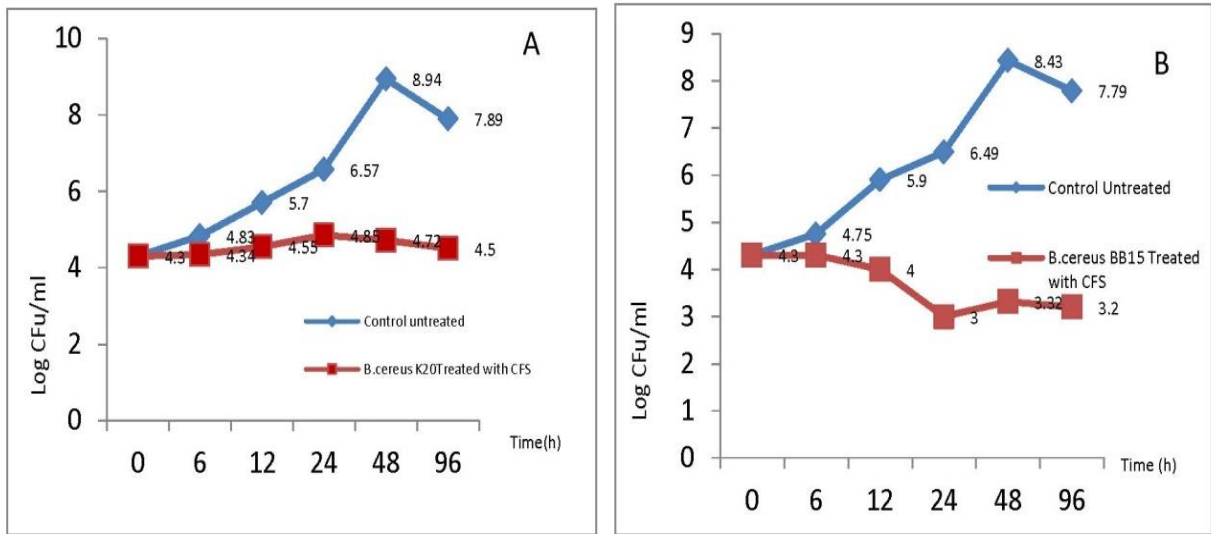 A
10
8
6
4
2
0
Log CFu/ml
8.94
7.89
6.57
5.7
4.83
4.3
4.34
4.55
4.85
4.72
4.5
Control untreated
B.cereus K20Treated with CFS
0 6 12 24 48 96
Time(h)
B
9
8
7
6
5
4
3
2
1
0
Log CFu/ml
8.43
7.79
6.49
5.9
4.75
4.3
4.3
4
3
3.32
3.2
Control Untreated
B.cereus BB15 Treated
with CFS
0 6 12 24 48 96
Time (h)